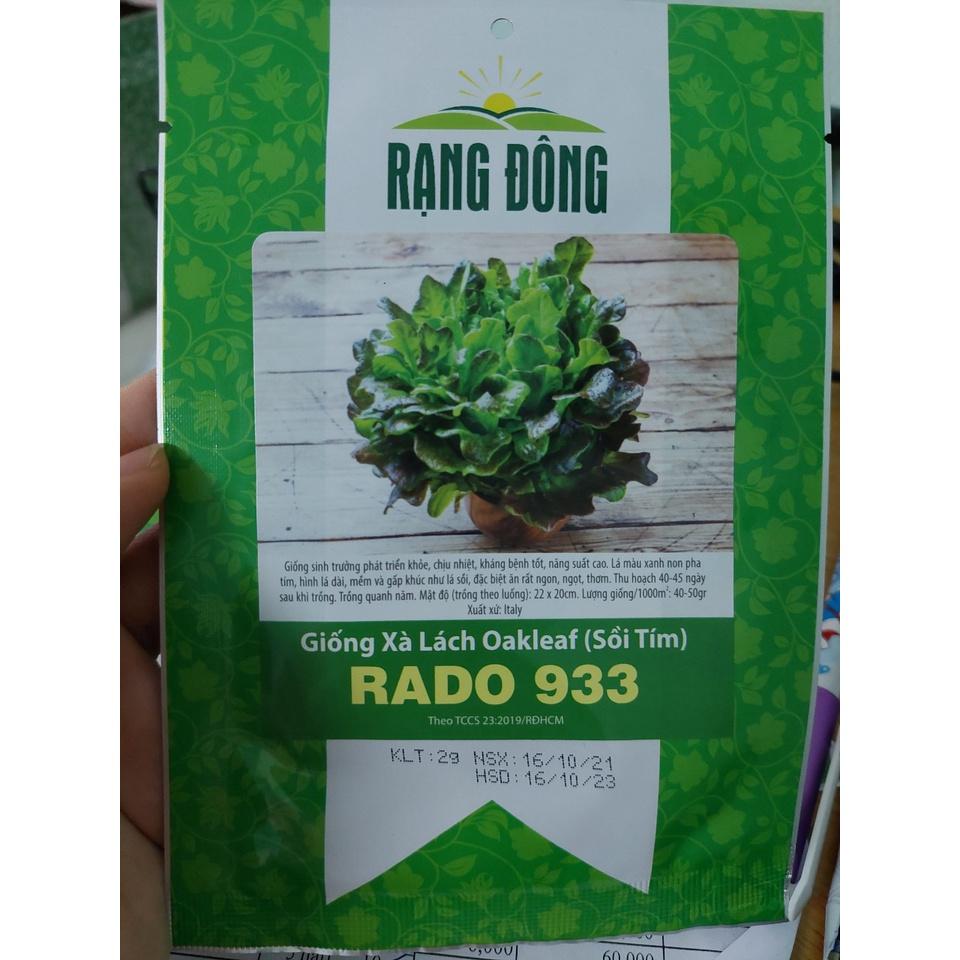 RẠNG ĐÔNG
Giống sinh trưởng phát triển khỏe, chịu nhiệt, kháng bệnh tốt, năng suất cao. Lá màu xanh non pha
tím, hình lá dài, mềm và gấp khúc như lá sồi, đặc biệt ăn rất ngon, ngọt, thơm. Thu hoạch 40-45 ngày
sau khi trồng. Trồng quanh năm. Mật độ (trồng theo luống): 22 x 20cm. Lượng giống/1000m²: 40-50gr
Xuất xứ: Italy
Giống Xà Lách Oakleaf (Sồi Tím)
RADO 933
Theo TCCS 23:2019/RĐHCM
KLT:2g NSX:16/10/21
HSD:16/10/23
60,000